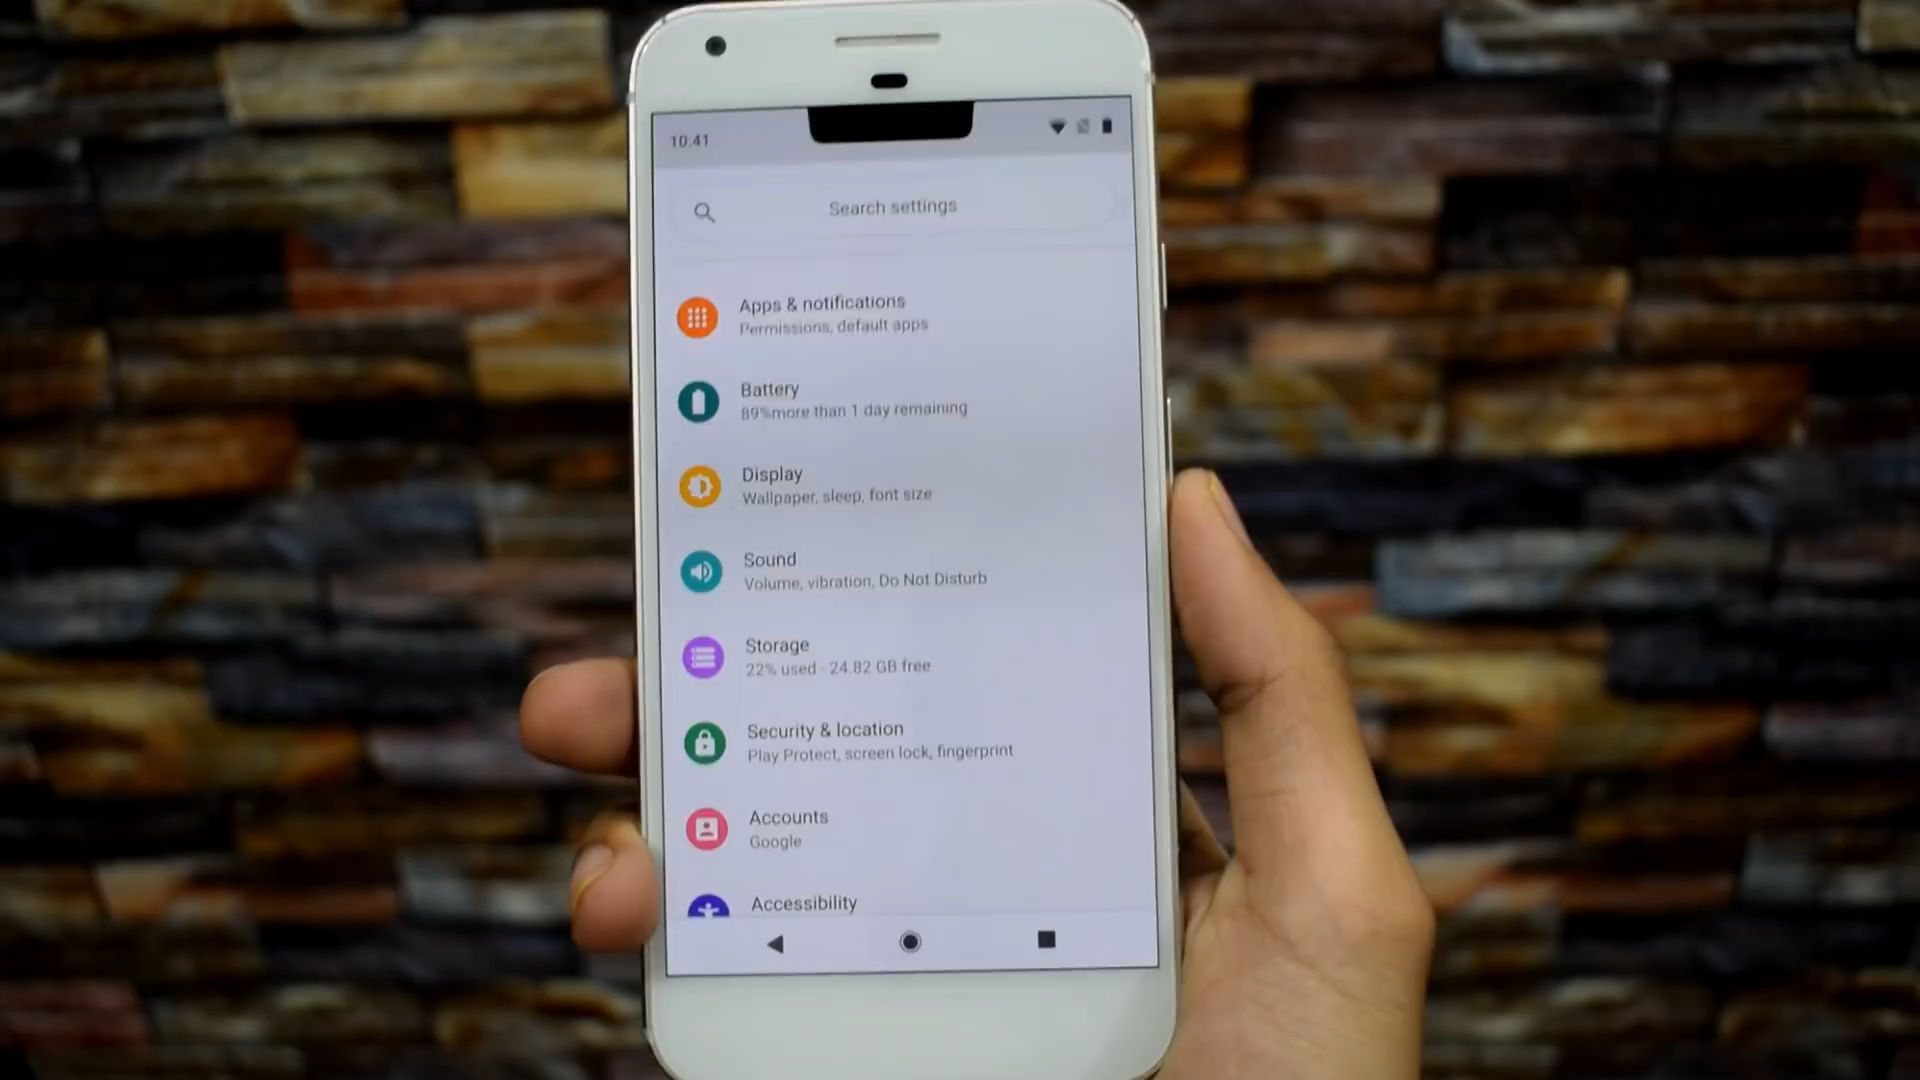 10:41
Search settings
Apps & notifications
Permissions, default apps
Battery
89%more than 1 day remaining
Display
Wallpaper, sleep, font size
Sound
Volume, vibration, Do Not Disturb
Storage
22% used - 24.82 GB free
Security & location
Play Protect, screen lock, fingerprint
Accounts
Google
Accessibility